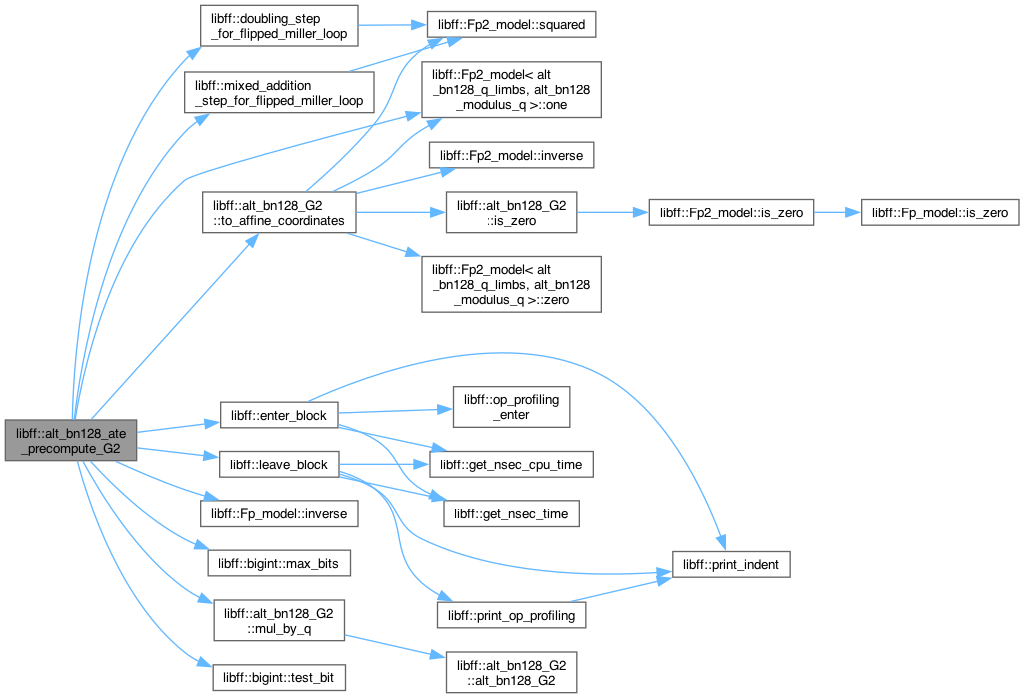 libff::doubling_step
_for_flipped_miller_loop
libff::Fp2_model::squared
libff::mixed_addition
_step_for_flipped_miller_loop
libff::Fp2_model< alt
_bn128_q_limbs, alt_bn128
_modulus_q >::one
libff::Fp2_model::inverse
libff::alt_bn128_G2
::to_affine_coordinates
libff::alt_bn128_G2
::is_zero
libff::Fp2_model::is_zero
libff::Fp_model::is_zero
libff::Fp2_model< alt
_bn128_q_limbs, alt_bn128
_modulus_q >::zero
libff::alt_bn128_ate
_precompute_G2
libff::enter_block
libff::op_profiling
_enter
libff::leave_block
libff::get_nsec_cpu_time
libff::Fp_model::inverse
libff::get_nsec_time
libff::bigint::max_bits
libff::print_indent
libff::alt_bn128_G2
::mul_by_q
libff::print_op_profiling
libff::bigint::test_bit
libff::alt_bn128_G2
::alt_bn128_G2